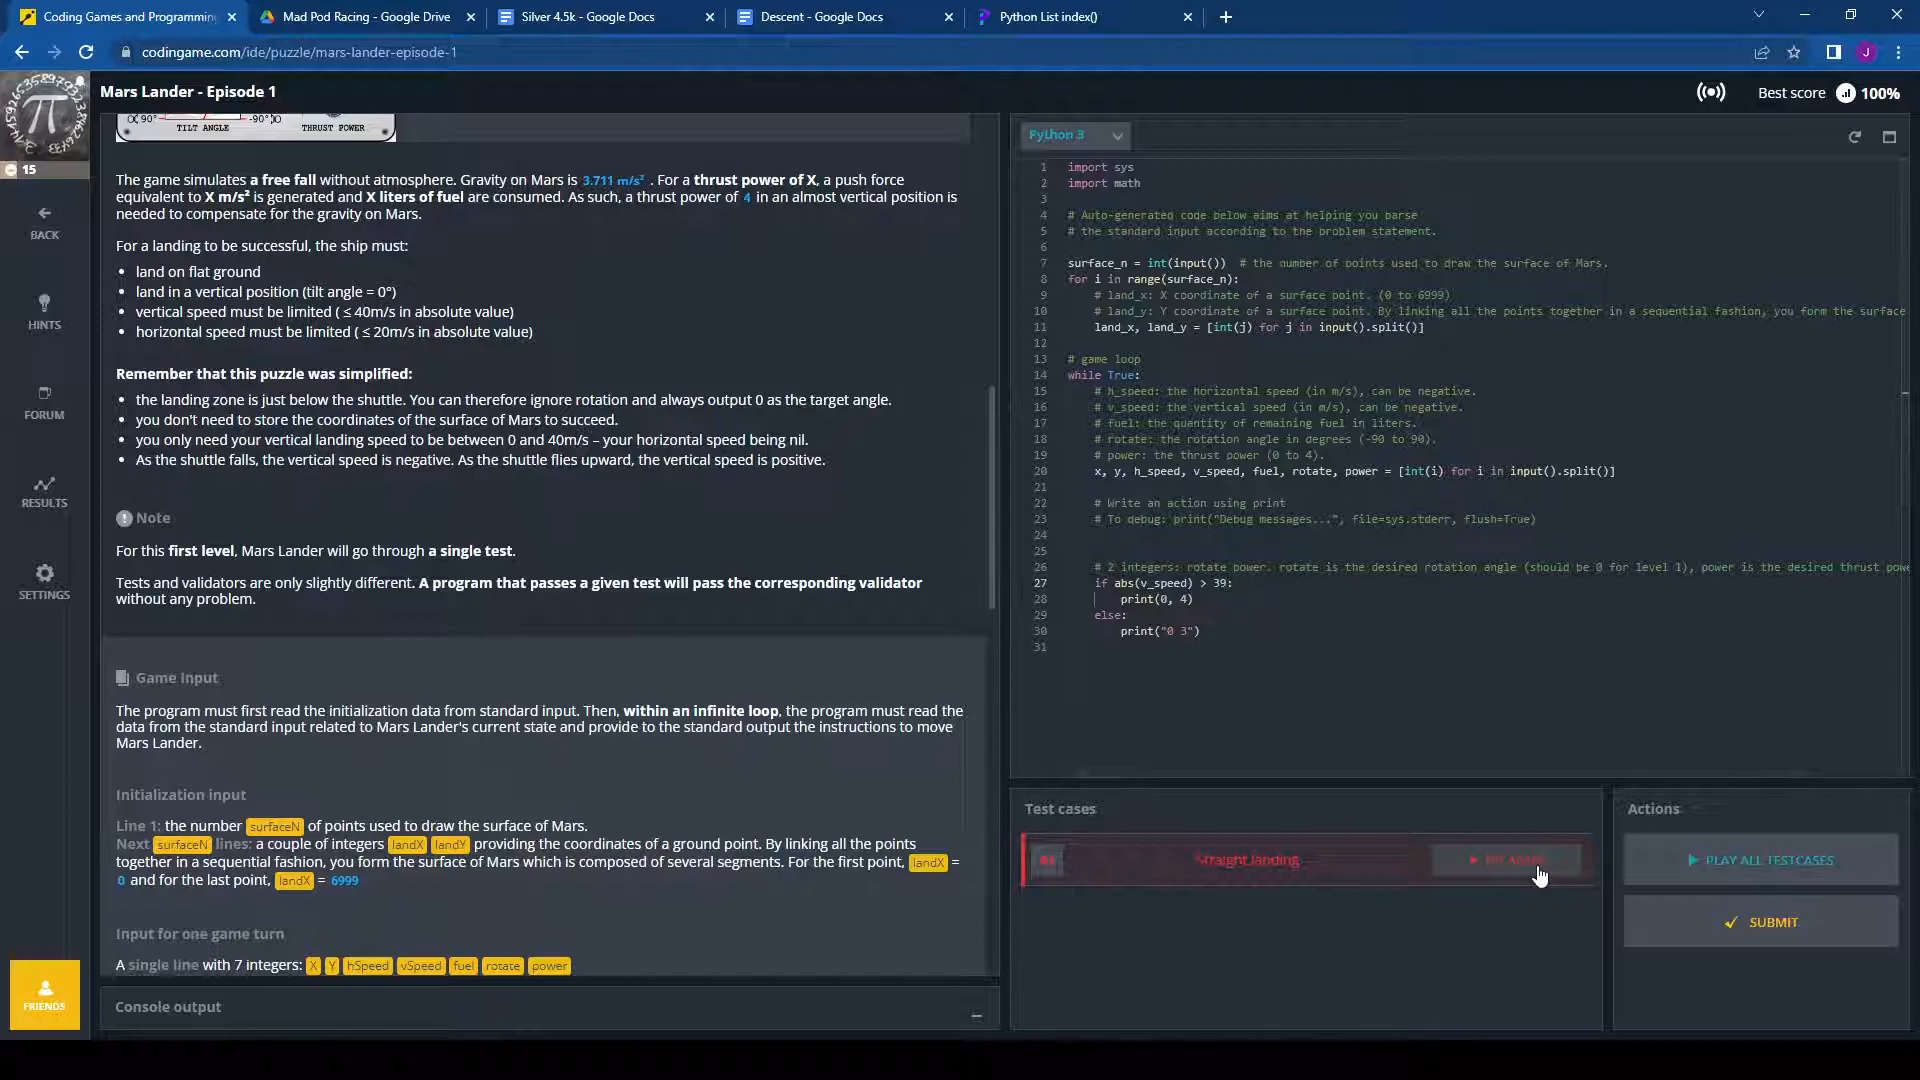 Coding Games and Programmin
Mad Pod Racing - Google Drive
Silver 4.5k - Google Docs
Descent - Google Docs
Python List index()
codingame.com/ide/puzzle/mars-lander-episode-1
J
Mars Lander - Episode 1
Best score 100%
15
BACK
HINTS
FORUM
RESULTS
SETTINGS
FRIENDS
90° -90°
TILT ANGLE THRUST POWER
The game simulates a free fall without atmosphere. Gravity on Mars is 3.711 m/s² . For a thrust power of X, a push force
equivalent to X m/s² is generated and X liters of fuel are consumed. As such, a thrust power of 4 in an almost vertical position is
needed to compensate for the gravity on Mars.
For a landing to be successful, the ship must:
• land on flat ground
• land in a vertical position (tilt angle = 0°)
• vertical speed must be limited ( ≤ 40m/s in absolute value)
• horizontal speed must be limited ( ≤ 20m/s in absolute value)
Remember that this puzzle was simplified:
• the landing zone is just below the shuttle. You can therefore ignore rotation and always output 0 as the target angle.
• you don't need to store the coordinates of the surface of Mars to succeed.
• you only need your vertical landing speed to be between 0 and 40m/s – your horizontal speed being nil.
• As the shuttle falls, the vertical speed is negative. As the shuttle flies upward, the vertical speed is positive.
Note
For this first level, Mars Lander will go through a single test.
Tests and validators are only slightly different. A program that passes a given test will pass the corresponding validator
without any problem.
Game Input
The program must first read the initialization data from standard input. Then, within an infinite loop, the program must read the
data from the standard input related to Mars Lander's current state and provide to the standard output the instructions to move
Mars Lander.
Initialization input
Line 1: the number surfaceN of points used to draw the surface of Mars.
Next surfaceN lines: a couple of integers landX landY providing the coordinates of a ground point. By linking all the points
together in a sequential fashion, you form the surface of Mars which is composed of several segments. For the first point, landX =
0 and for the last point, landX = 6999
Input for one game turn
A single line with 7 integers: X Y hSpeed vSpeed fuel rotate power
Console output
Python 3
1 import sys
2 import math
3
4 # Auto-generated code below aims at helping you parse
5 # the standard input according to the problem statement.
6
7 surface_n = int(input())  # the number of points used to draw the surface of Mars.
8 for i in range(surface_n):
9 # land_x: X coordinate of a surface point. (0 to 6999)
10 # land_y: Y coordinate of a surface point. By linking all the points together in a sequential fashion, you form the surface
11 land_x, land_y = [int(j) for j in input().split()]
12
13 # game loop
14 while True:
15 # h_speed: the horizontal speed (in m/s), can be negative.
16 # v_speed: the vertical speed (in m/s), can be negative.
17 # fuel: the quantity of remaining fuel in liters.
18 # rotate: the rotation angle in degrees (-90 to 90).
19 # power: the thrust power (0 to 4).
20 x, y, h_speed, v_speed, fuel, rotate, power = [int(i) for i in input().split()]
21
22 # Write an action using print
23 # To debug: print("Debug messages...", file=sys.stderr, flush=True)
24
25
26 # 2 integers: rotate power. rotate is the desired rotation angle (should be 0 for level 1), power is the desired thrust powe
27 if abs(v_speed) > 39:
28 print(0, 4)
29 else:
30 print("0 3")
31
Test cases
Straight landing
Actions
PLAY ALL TESTCASES
SUBMIT